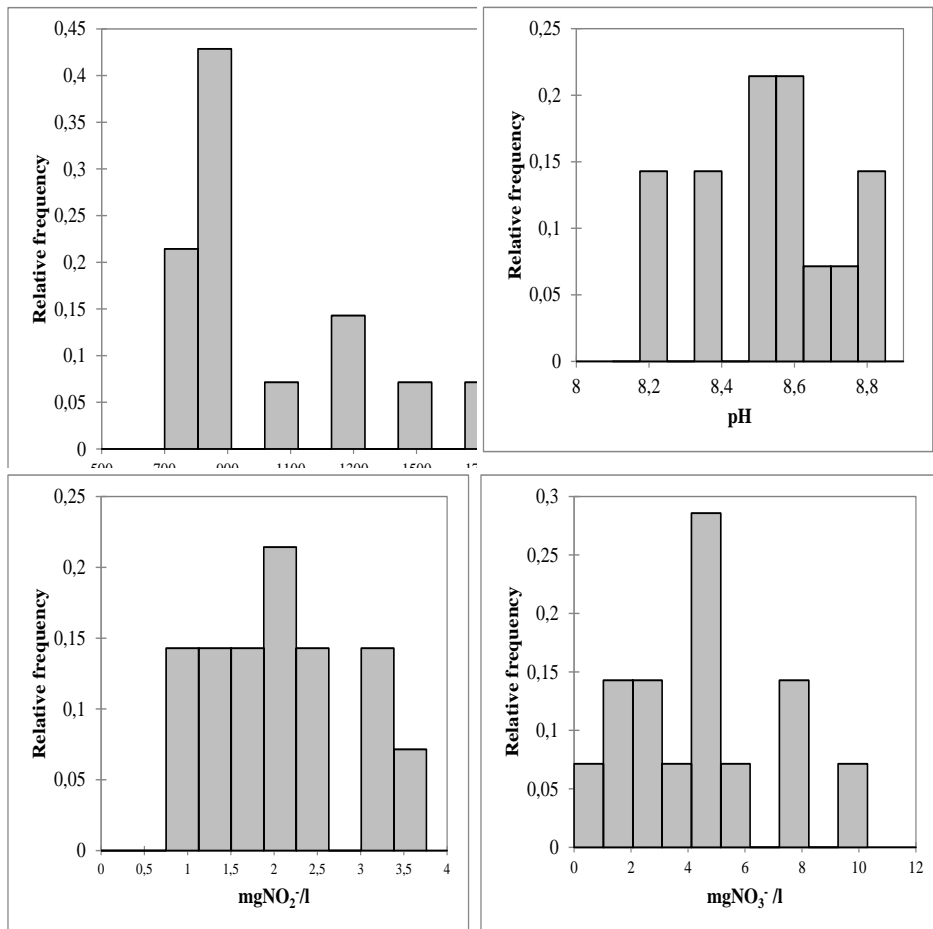 0,45
0,4
0,35
0,3
0,25
0,2
0,15
0,1
0,05
0
Relative frequency
500 700 900 1100 1300 1500
0,25
0,2
0,15
0,1
0,05
0
Relative frequency
8 8,2 8,4 8,6 8,8
pH
0,25
0,2
0,15
0,1
0,05
0
Relative frequency
0 0,5 1 1,5 2 2,5 3 3,5 4
mgNO₂⁻/l
0,3
0,25
0,2
0,15
0,1
0,05
0
Relative frequency
0 2 4 6 8 10 12
mgNO₃⁻ /l